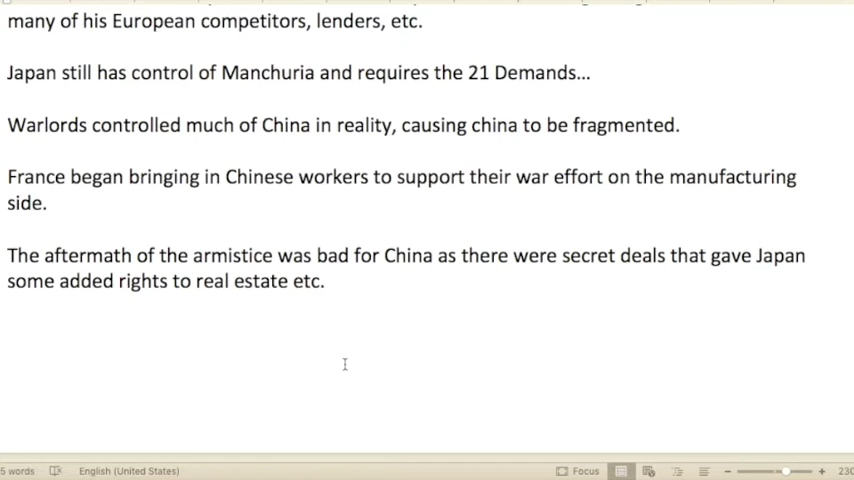 many of his European competitors, lenders, etc.
Japan still has control of Manchuria and requires the 21 Demands...
Warlords controlled much of China in reality, causing china to be fragmented.
France began bringing in Chinese workers to support their war effort on the manufacturing
side.
The aftermath of the armistice was bad for China as there were secret deals that gave Japan
some added rights to real estate etc.
5 words English (United States) Focus 230